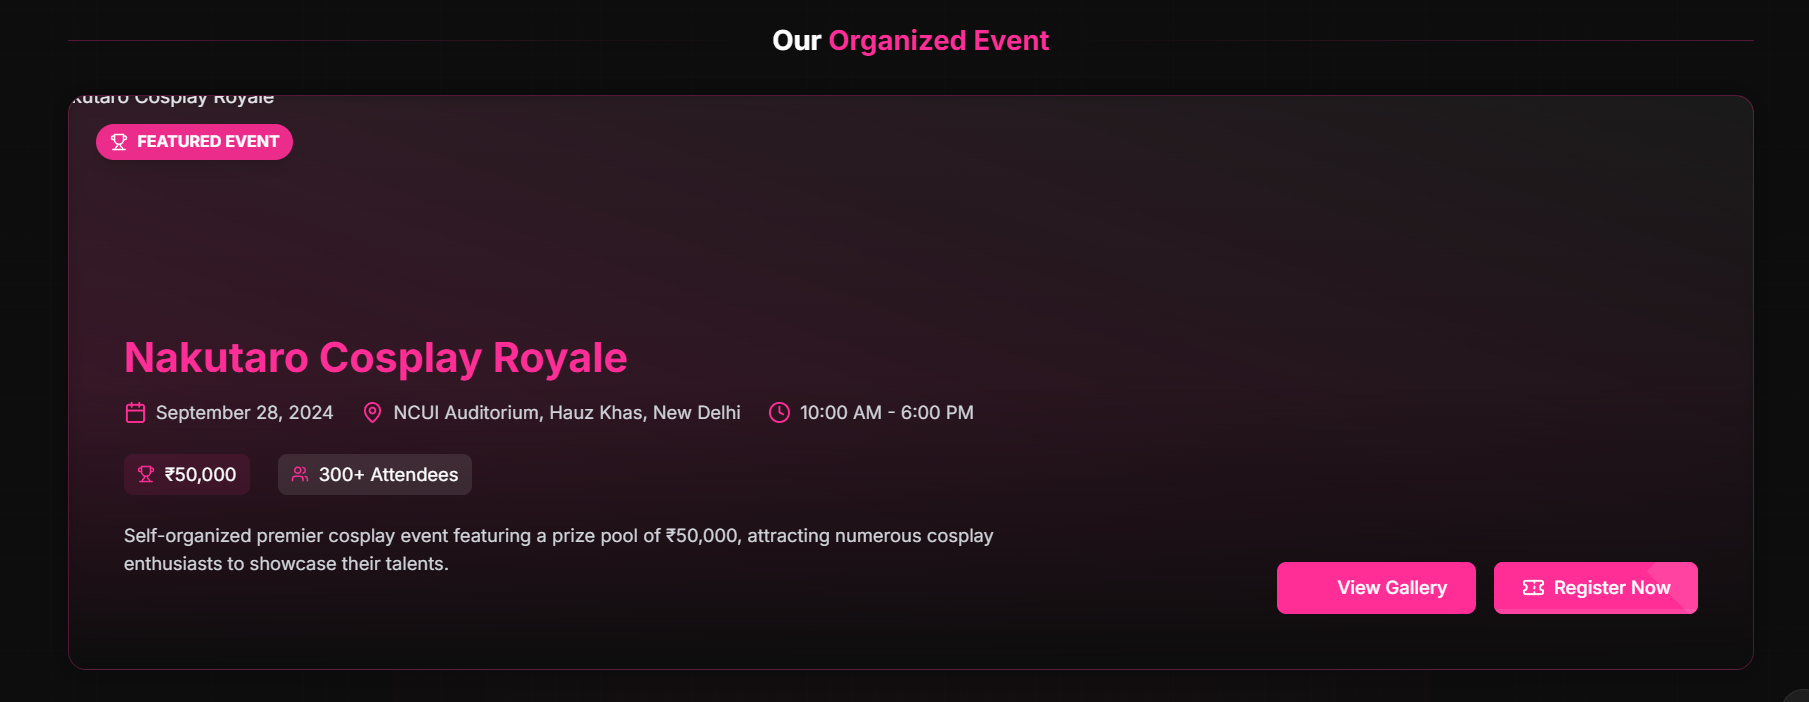 Our Organized Event
kutaro Cosplay Royale
FEATURED EVENT
Nakutaro Cosplay Royale
September 28, 2024
NCUI Auditorium, Hauz Khas, New Delhi
10:00 AM - 6:00 PM
₹50,000
300+ Attendees
Self-organized premier cosplay event featuring a prize pool of ₹50,000, attracting numerous cosplay
enthusiasts to showcase their talents.
View Gallery
Register Now